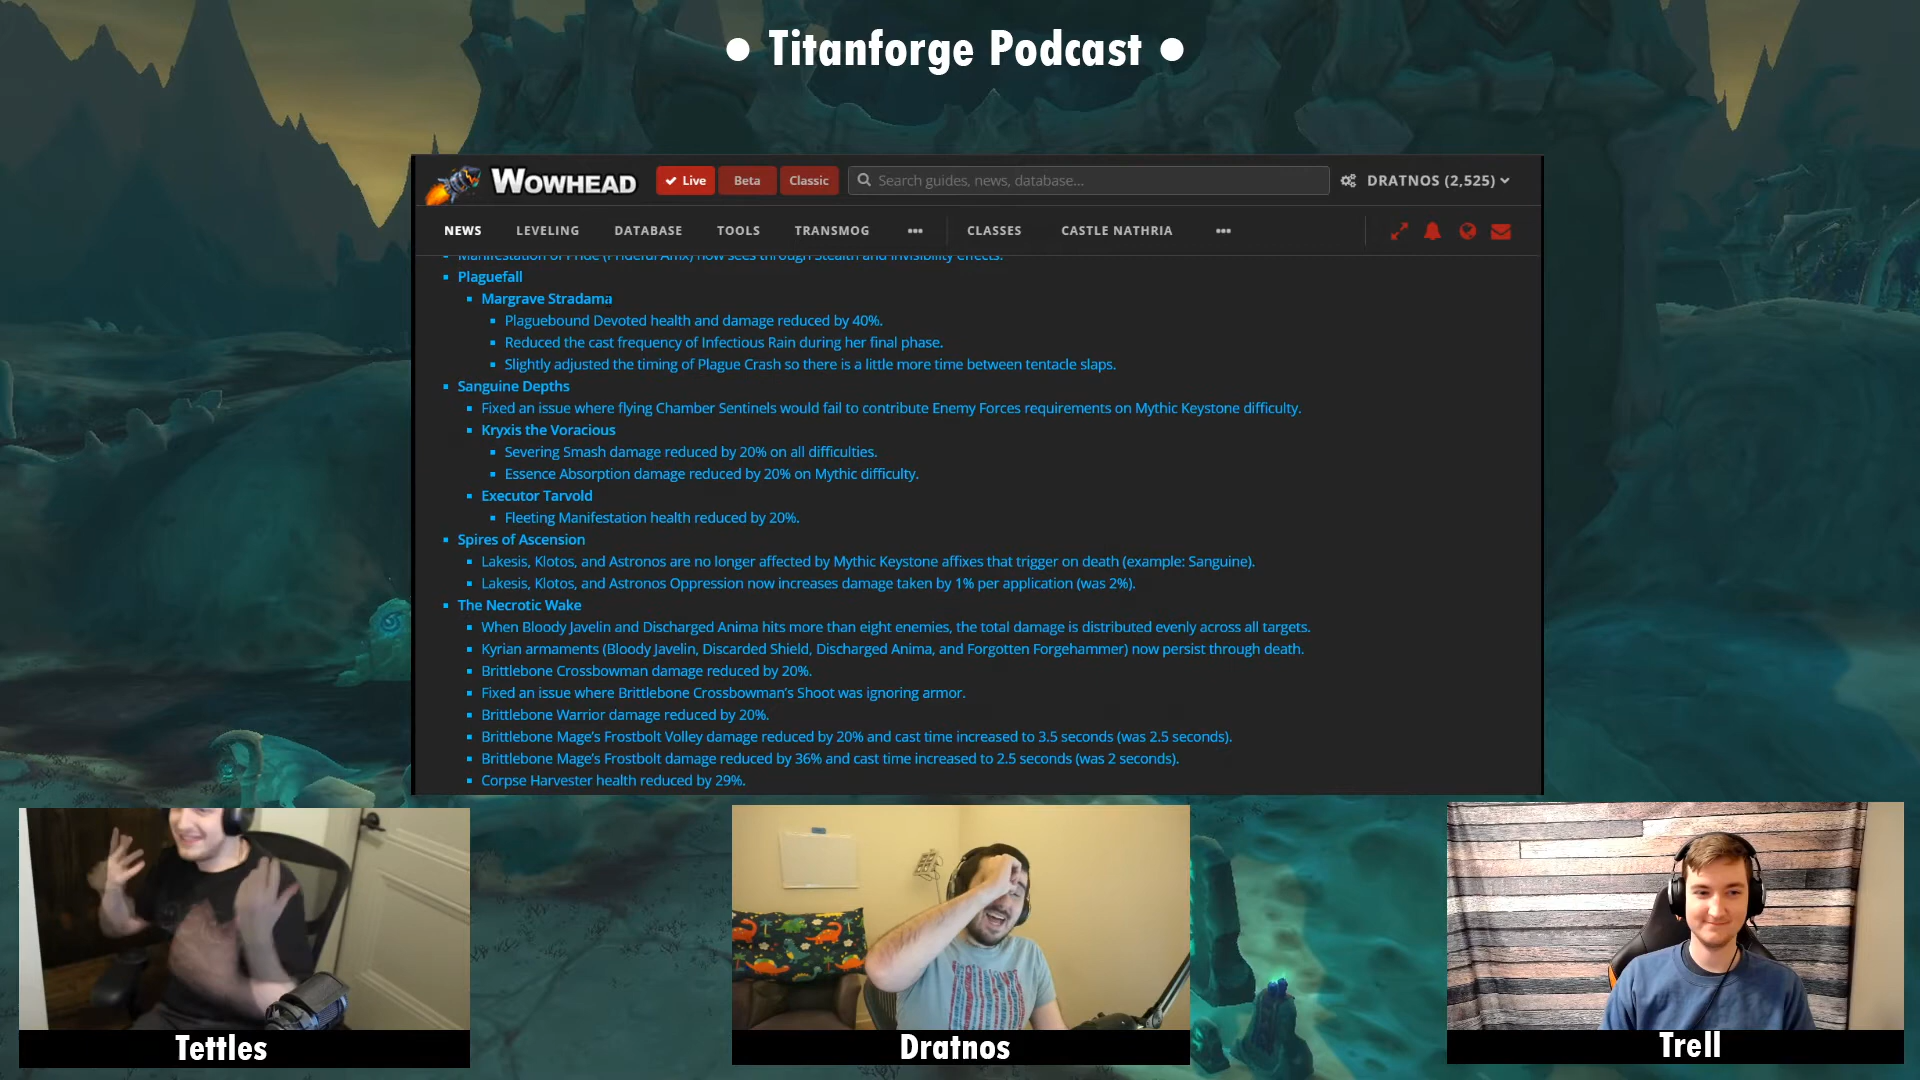 • Titanforge Podcast •
WOWHEAD
Live
Beta
Classic
Search guides, news, database...
DRATNOS (2,525)
NEWS
LEVELING
DATABASE
TOOLS
TRANSMOG
•••
CLASSES
CASTLE NATHRIA
•••
Manifestation of Pride (Prideful Affix) now sees through Stealth and Invisibility effects.
Plaguefall
Margrave Stradama
Plaguebound Devoted health and damage reduced by 40%.
Reduced the cast frequency of Infectious Rain during her final phase.
Slightly adjusted the timing of Plague Crash so there is a little more time between tentacle slaps.
Sanguine Depths
Fixed an issue where flying Chamber Sentinels would fail to contribute Enemy Forces requirements on Mythic Keystone difficulty.
Kryxis the Voracious
Severing Smash damage reduced by 20% on all difficulties.
Essence Absorption damage reduced by 20% on Mythic difficulty.
Executor Tarvold
Fleeting Manifestation health reduced by 20%.
Spires of Ascension
Lakesis, Klotos, and Astronos are no longer affected by Mythic Keystone affixes that trigger on death (example: Sanguine).
Lakesis, Klotos, and Astronos Oppression now increases damage taken by 1% per application (was 2%).
The Necrotic Wake
When Bloody Javelin and Discharged Anima hits more than eight enemies, the total damage is distributed evenly across all targets.
Kyrian armaments (Bloody Javelin, Discarded Shield, Discharged Anima, and Forgotten Forgehammer) now persist through death.
Brittlebone Crossbowman damage reduced by 20%.
Fixed an issue where Brittlebone Crossbowman's Shoot was ignoring armor.
Brittlebone Warrior damage reduced by 20%.
Brittlebone Mage's Frostbolt Volley damage reduced by 20% and cast time increased to 3.5 seconds (was 2.5 seconds).
Brittlebone Mage's Frostbolt damage reduced by 36% and cast time increased to 2.5 seconds (was 2 seconds).
Corpse Harvester health reduced by 29%.
Tettles
Dratnos
Trell